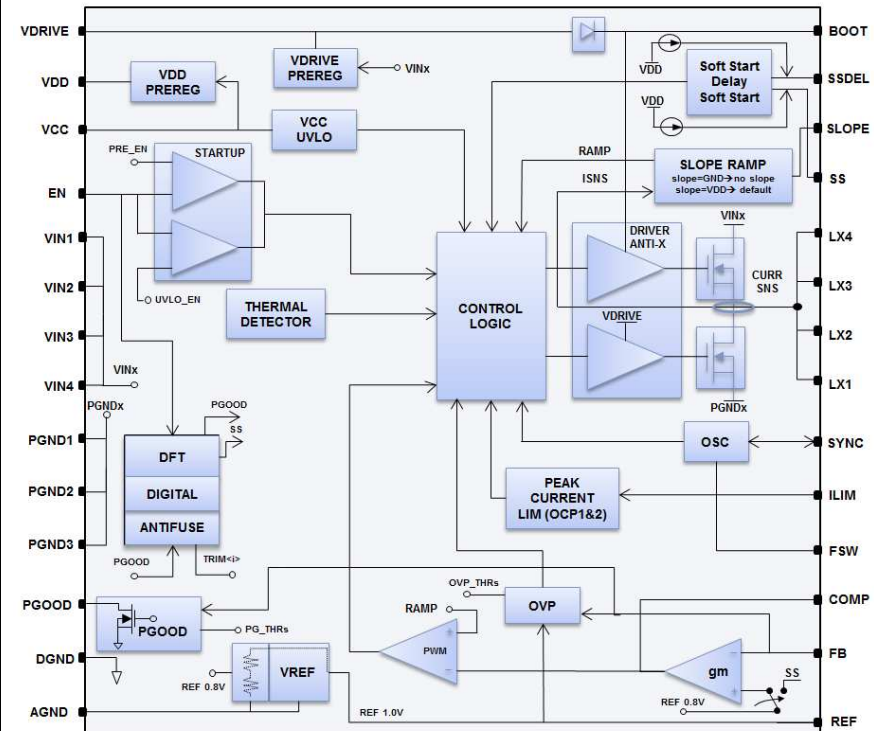 VDRIVE
BOOT
VDRIVE
PREREG
VINx
VDD
VDD
PREREG
VDD
Soft Start
Delay
Soft Start
SSDEL
VDD
VCC
VCC
UVLO
SLOPE
PRE_EN
STARTUP
RAMP
SLOPE RAMP
slope=GND→no slope
slope=VDD→ default
ISNS
SS
EN
VIN1
VIN2
VIN3
VIN4
UVLO_EN
VINx
THERMAL
DETECTOR
CONTROL
LOGIC
DRIVER
ANTI-X
VDRIVE
VINx
CURR
SNS
PGNDx
LX4
LX3
LX2
LX1
PGNDx
PGND1
PGND2
PGND3
PGOOD
SS
DFT
DIGITAL
ANTIFUSE
PGOOD
TRIM<i>
OSC
SYNC
PEAK
CURRENT
LIM (OCP1&2)
ILIM
FSW
OVP_THRs
OVP
COMP
PGOOD
PGOOD
PG_THRs
RAMP
PWM
gm
FB
DGND
VREF
REF 0.8V
SS
REF 0.8V
AGND
REF 1.0V
REF